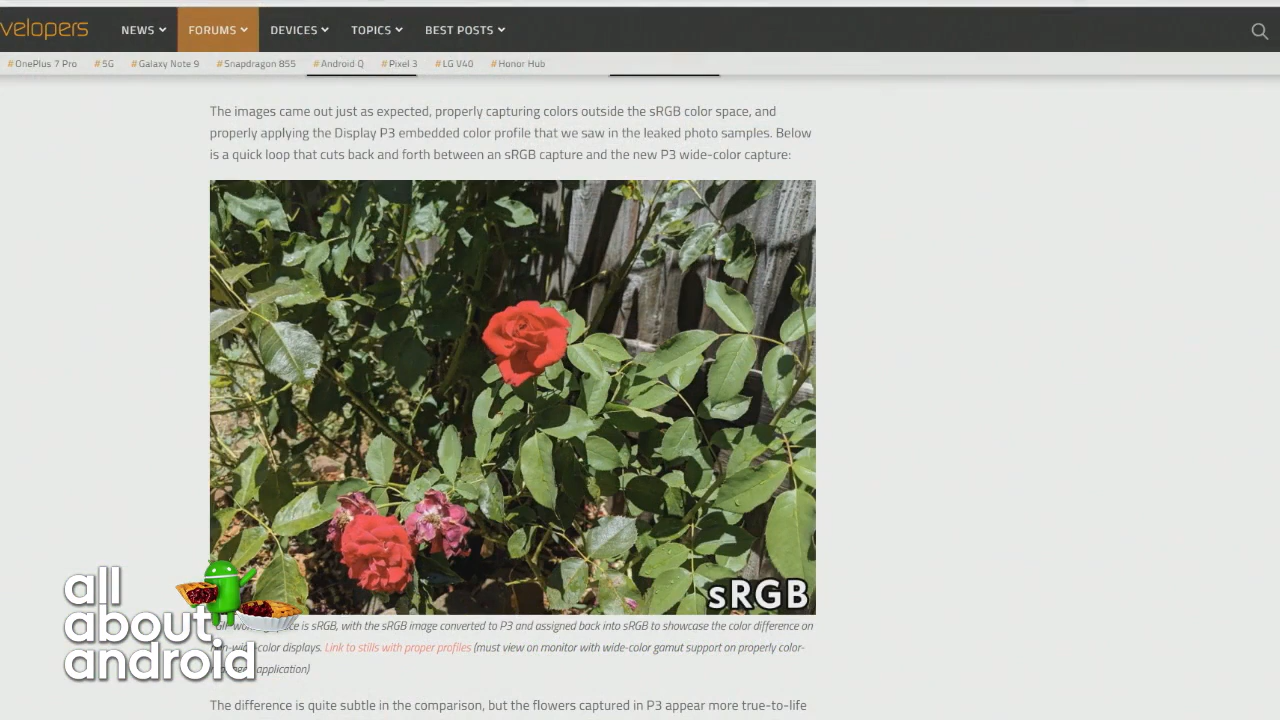 velopers
NEWS
FORUMS
DEVICES
TOPICS
BEST POSTS
#OnePlus 7 Pro #5G #Galaxy Note 9 #Snapdragon 855 #Android Q #Pixel 3 #LG V40 #Honor Hub
The images came out just as expected, properly capturing colors outside the sRGB color space, and
properly applying the Display P3 embedded color profile that we saw in the leaked photo samples. Below
is a quick loop that cuts back and forth between an sRGB capture and the new P3 wide-color capture:
sRGB
is sRGB, with the sRGB image converted to P3 and assigned back into sRGB to showcase the color difference on
color displays. Link to stills with proper profiles (must view on monitor with wide-color gamut support on properly color-
application)
The difference is quite subtle in the comparison, but the flowers captured in P3 appear more true-to-life
all
about
android